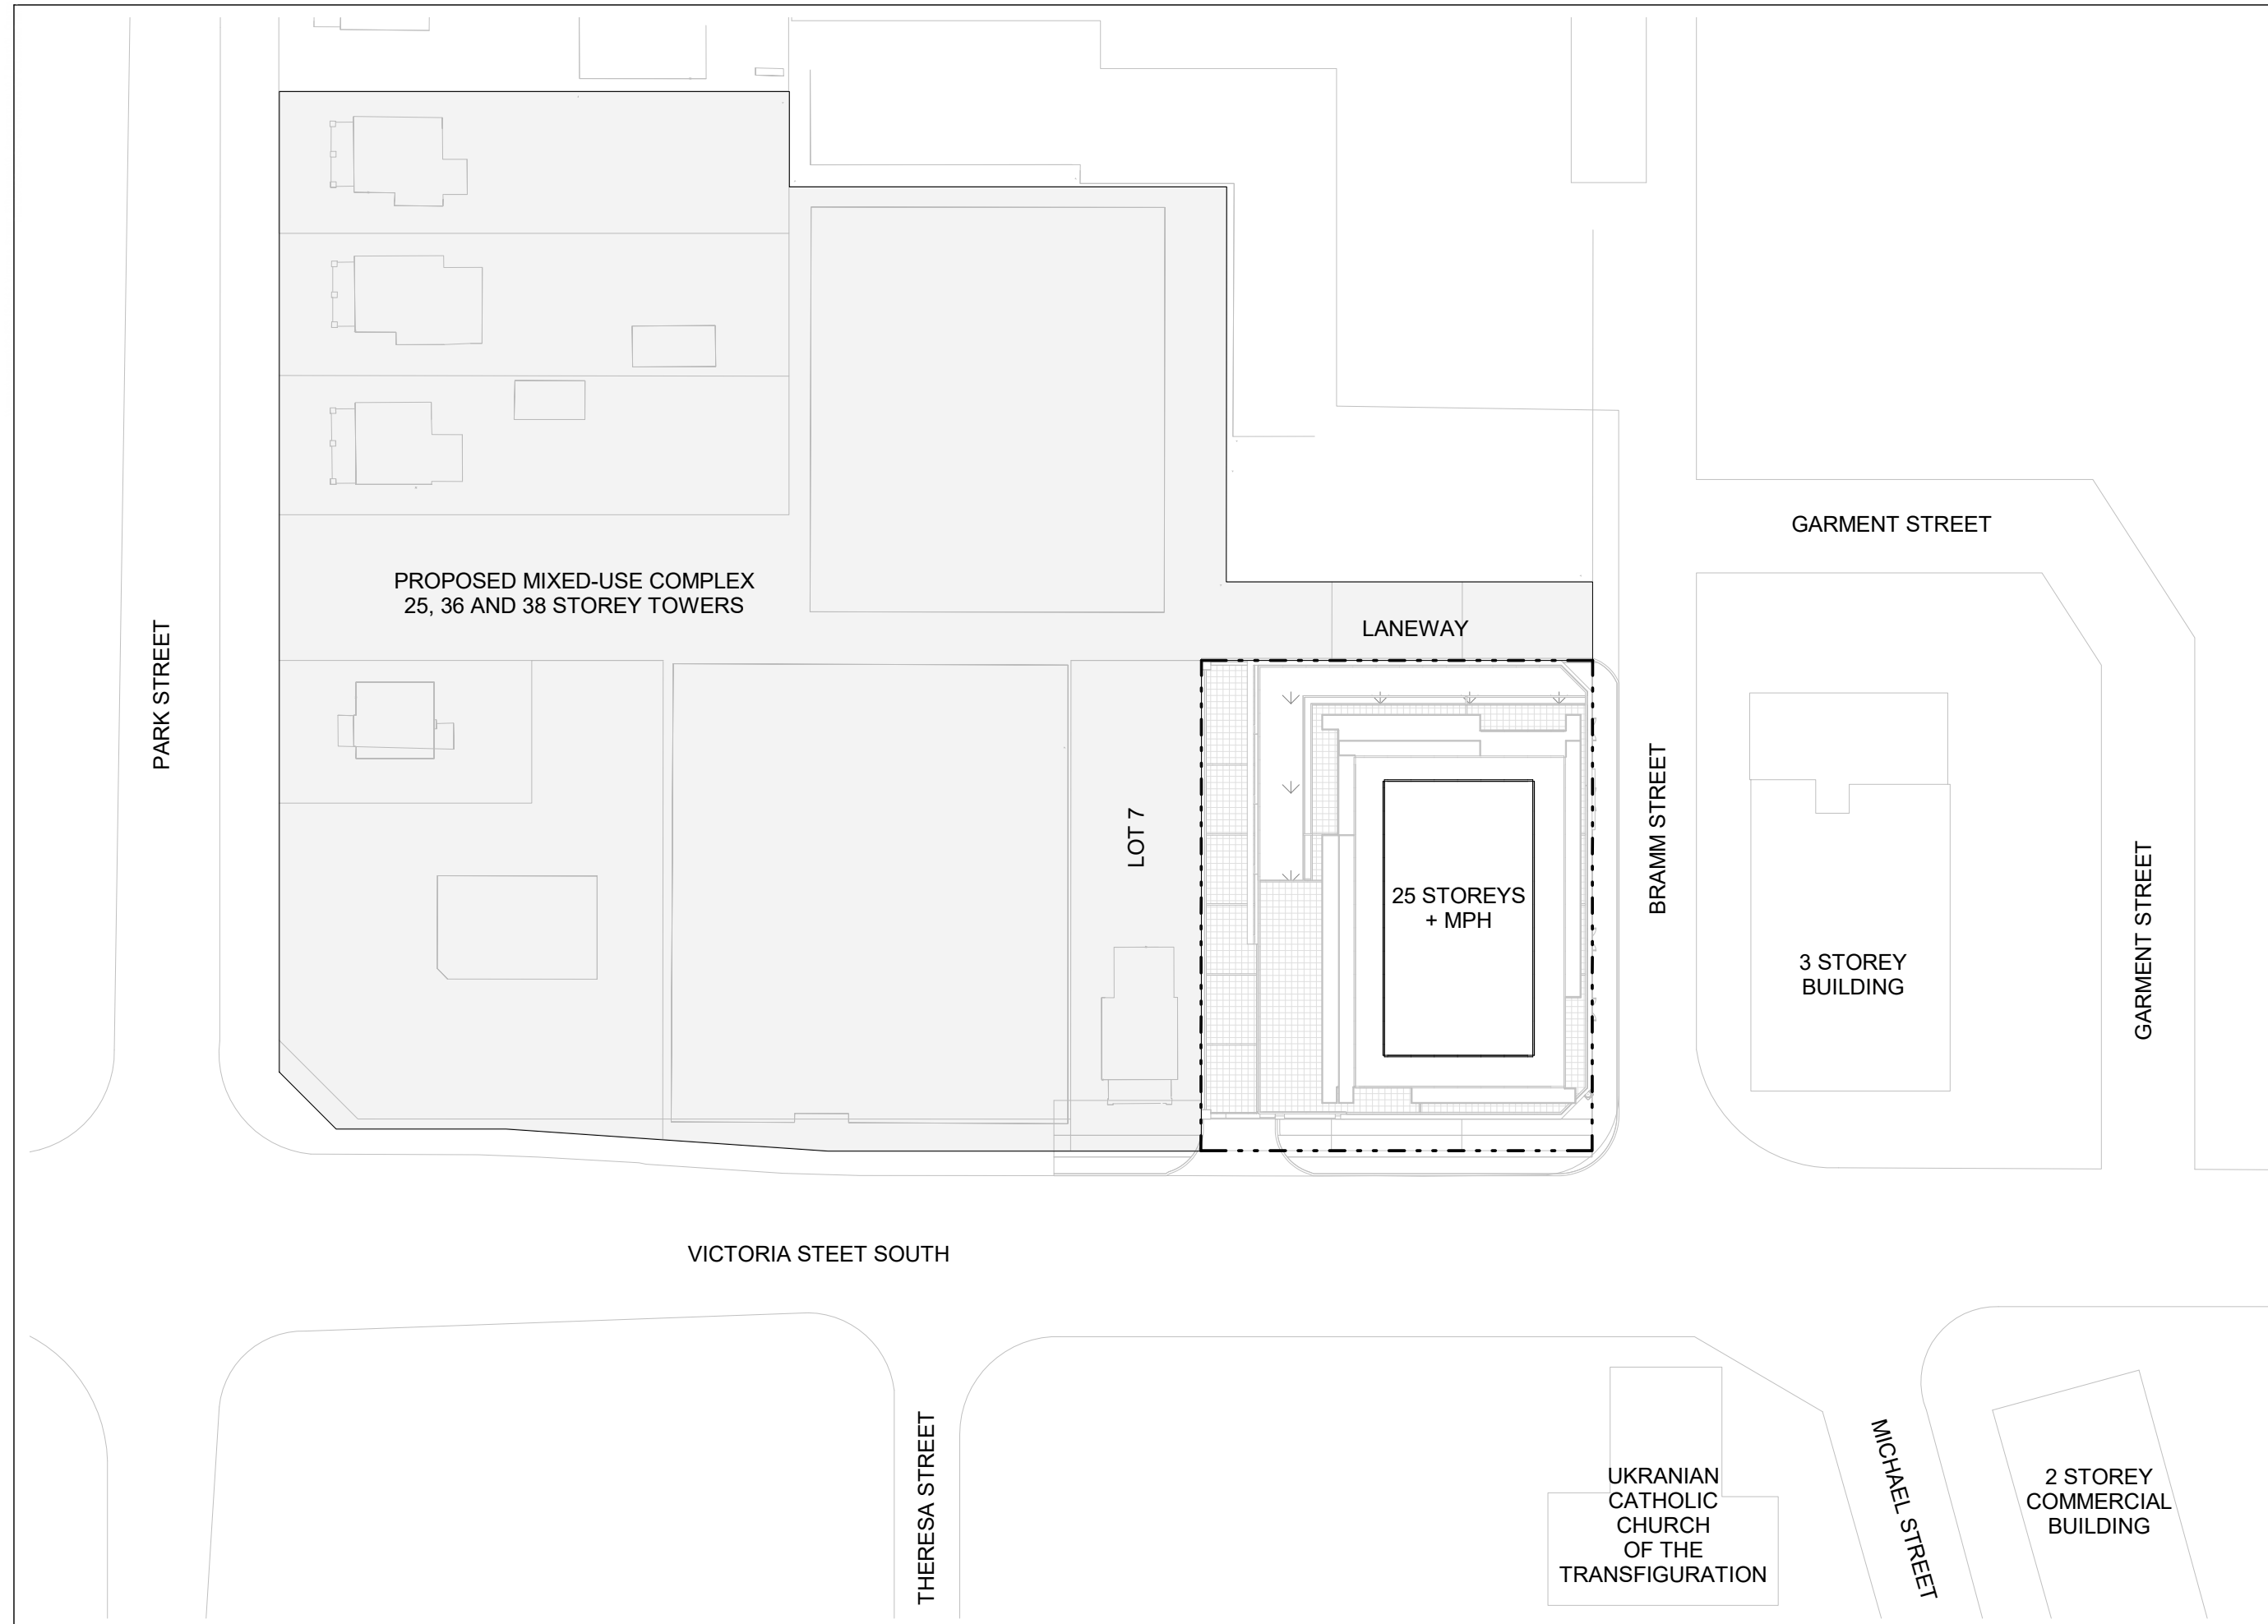 GARMENT STREET
PROPOSED MIXED-USE COMPLEX
25, 36 AND 38 STOREY TOWERS
LANEWAY
PARK STREET
LOT 7
BRAMM STREET
25 STOREYS
+ MPH
GARMENT STREET
3 STOREY
BUILDING
VICTORIA STEET SOUTH
THERESA STREET
UKRANIAN
CATHOLIC
CHURCH
OF THE
TRANSFIGURATION
MICHAEL STREET
2 STOREY
COMMERCIAL
BUILDING